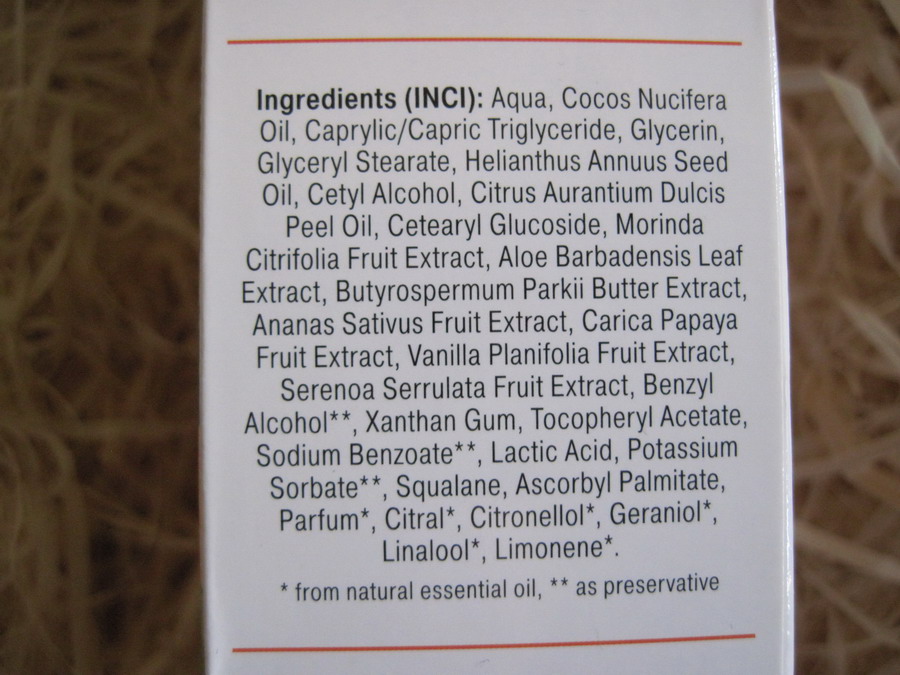 Ingredients (INCI): Aqua, Cocos Nucifera
Oil, Caprylic/Capric Triglyceride, Glycerin,
Glyceryl Stearate, Helianthus Annuus Seed
Oil, Cetyl Alcohol, Citrus Aurantium Dulcis
Peel Oil, Cetearyl Glucoside, Morinda
Citrifolia Fruit Extract, Aloe Barbadensis Leaf
Extract, Butyrospermum Parkii Butter Extract,
Ananas Sativus Fruit Extract, Carica Papaya
Fruit Extract, Vanilla Planifolia Fruit Extract,
Serenoa Serrulata Fruit Extract, Benzyl
Alcohol**, Xanthan Gum, Tocopheryl Acetate,
Sodium Benzoate**, Lactic Acid, Potassium
Sorbate**, Squalane, Ascorbyl Palmitate,
Parfum*, Citral*, Citronellol*, Geraniol*,
Linalool*, Limonene*.
* from natural essential oil, ** as preservative